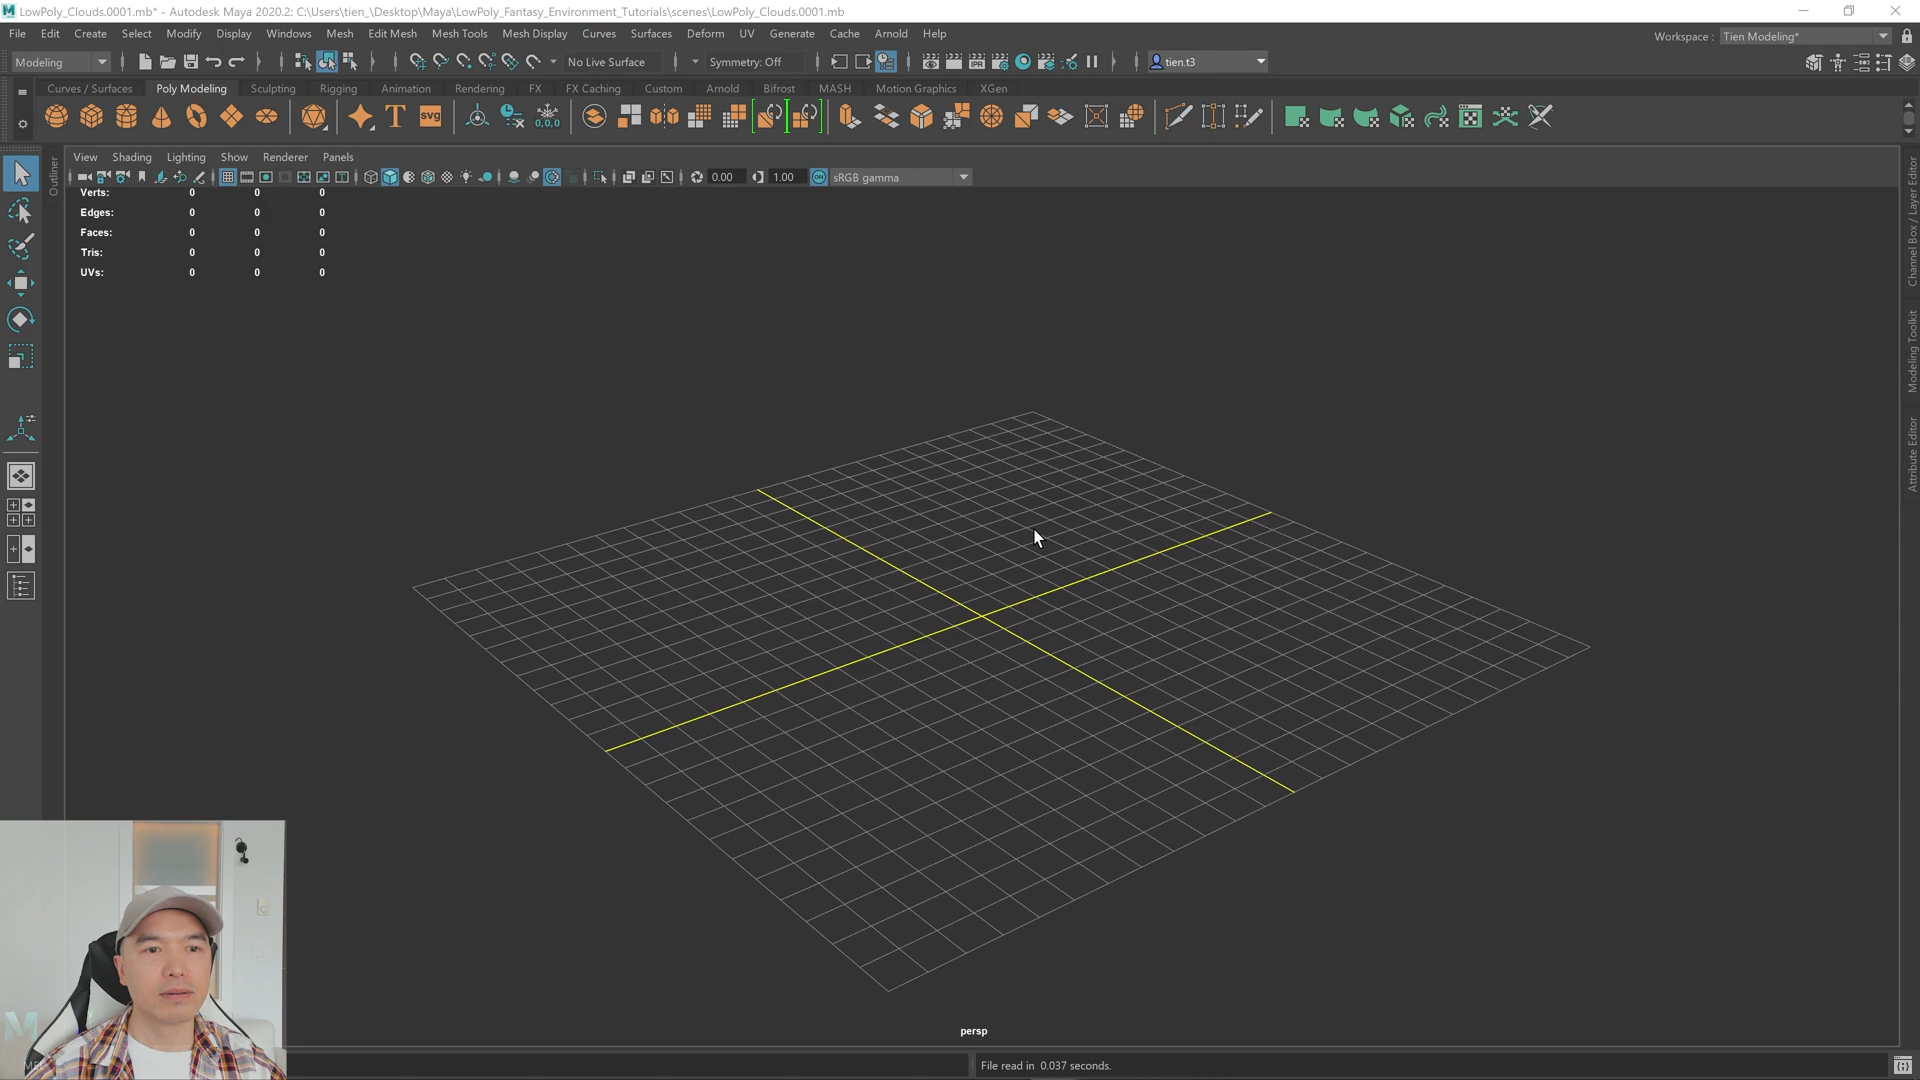 LowPoly_Clouds.0001.mb* - Autodesk Maya 2020.2: C:\Users\tien_\Desktop\Maya\LowPoly_Fantasy_Environment_Tutorials\scenes\LowPoly_Clouds.0001.mb
File Edit Create Select Modify Display Windows Mesh Edit Mesh Mesh Tools Mesh Display Curves Surfaces Deform UV Generate Cache Arnold Help
Workspace : Tien Modeling*
Modeling No Live Surface Symmetry: Off tien.t3
Curves / Surfaces Poly Modeling Sculpting Rigging Animation Rendering FX FX Caching Custom Arnold Bifrost MASH Motion Graphics XGen
T svg 0,0,0
View Shading Lighting Show Renderer Panels
0.00 1.00 ON sRGB gamma
Outliner
Verts: 0 0 0
Edges: 0 0 0
Faces: 0 0 0
Tris: 0 0 0
UVs: 0 0 0
Channel Box / Layer Editor
Modeling Toolkit
Attribute Editor
persp
File read in 0.037 seconds.